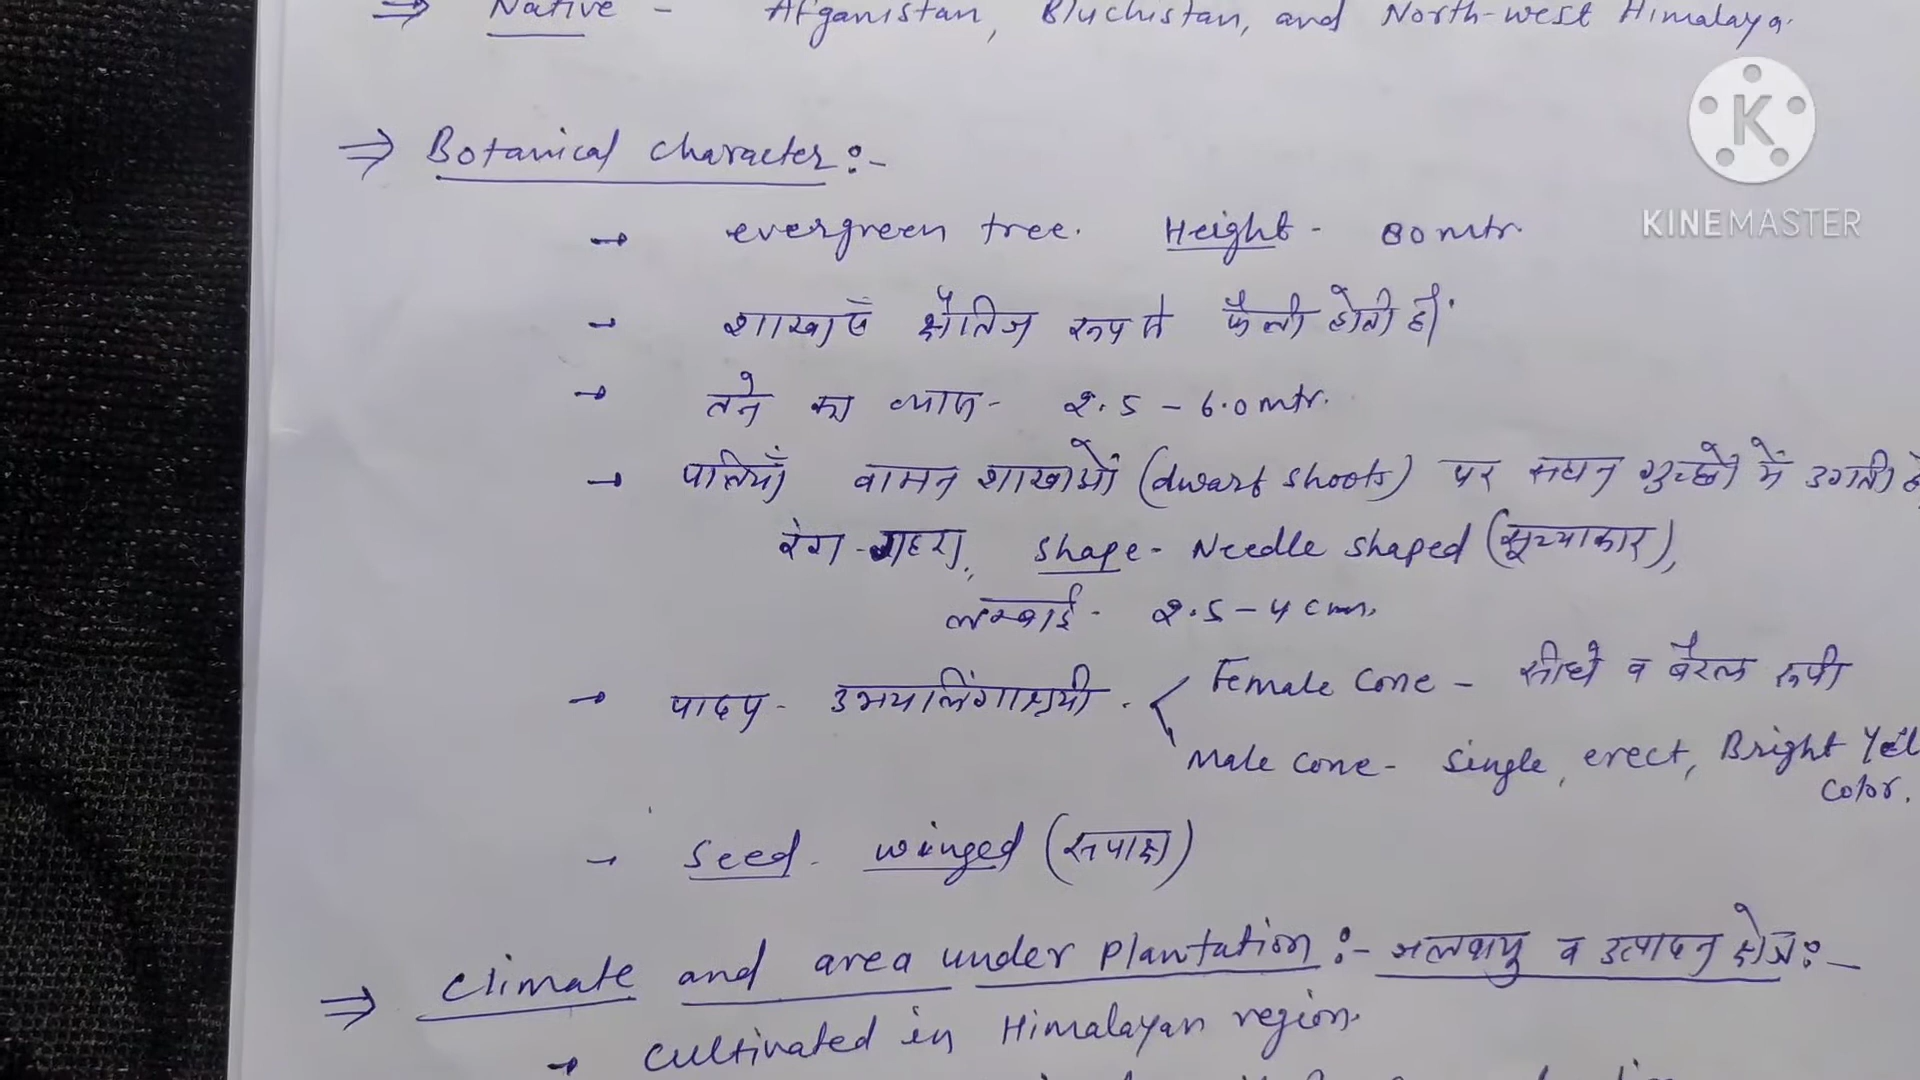 ⇒ Native - Afganistan, Bluchistan, and North-west Himalaya.
K
KINEMASTER
⇒ Botanical character :-
→ evergreen tree. Height - 80 mtr.
→ शाखाएँ क्षैतिज रूप से फैली होती हैं।
→ तने का व्यास - 2.5 - 6.0 mtr.
→ पत्तियाँ वामन शाखाओं (dwarf shoots) पर सघन गुच्छों में उगती है
रंग - गहरा, shape - Needle shaped (सूच्याकार),
लम्बाई - 2.5 - 4 cm.
→ पादप - उभयलिंगाश्रयी. < Female Cone - सीधे व बैरल रूपी
Male Cone - Single, erect, Bright Yell
color.
→ Seed - winged (सपक्ष)
⇒ Climate and area under plantation :- जलवायु व उत्पादन क्षेत्र :-
→ Cultivated in Himalayan region.